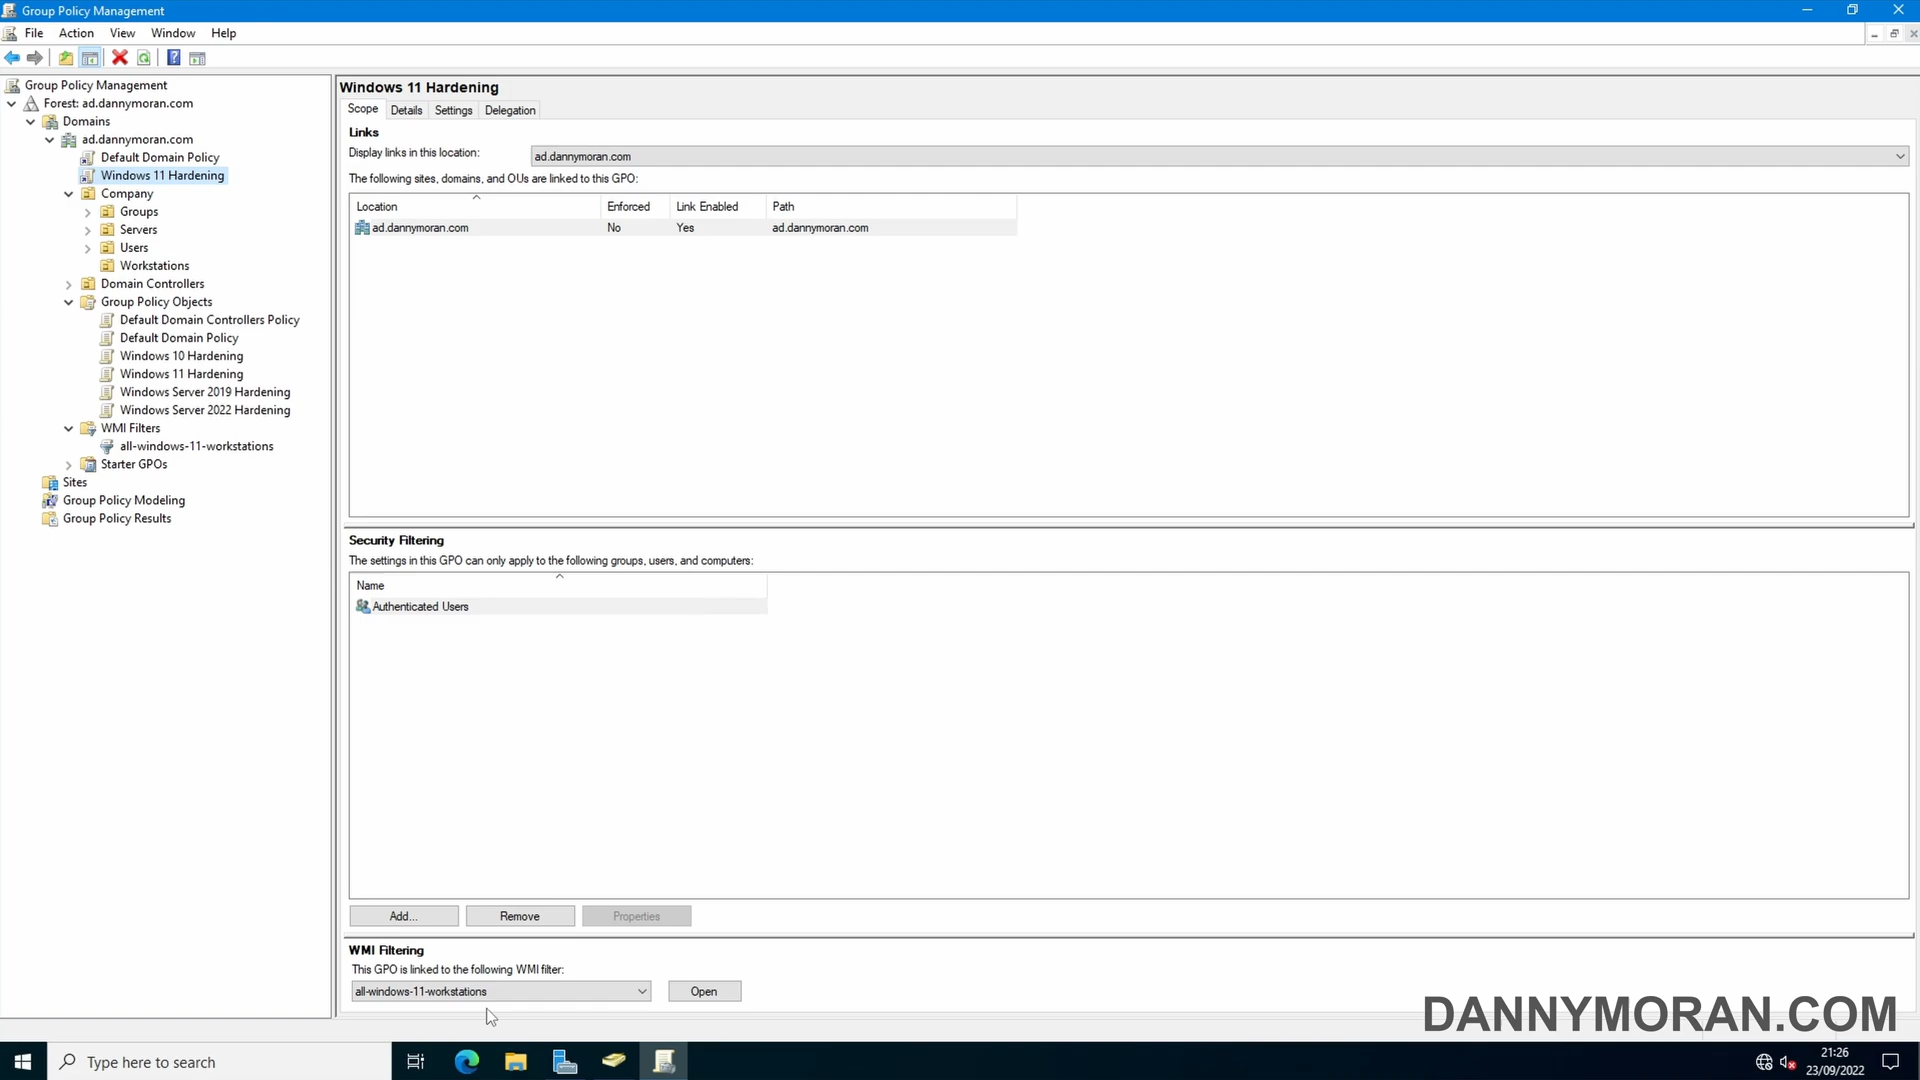 Group Policy Management
File Action View Window Help
Group Policy Management
Forest: ad.dannymoran.com
Domains
ad.dannymoran.com
Default Domain Policy
Windows 11 Hardening
Company
Groups
Servers
Users
Workstations
Domain Controllers
Group Policy Objects
Default Domain Controllers Policy
Default Domain Policy
Windows 10 Hardening
Windows 11 Hardening
Windows Server 2019 Hardening
Windows Server 2022 Hardening
WMI Filters
all-windows-11-workstations
Starter GPOs
Sites
Group Policy Modeling
Group Policy Results
Windows 11 Hardening
Scope Details Settings Delegation
Links
Display links in this location: ad.dannymoran.com
The following sites, domains, and OUs are linked to this GPO:
Location Enforced Link Enabled Path
ad.dannymoran.com No Yes ad.dannymoran.com
Security Filtering
The settings in this GPO can only apply to the following groups, users, and computers:
Name
Authenticated Users
Add... Remove Properties
WMI Filtering
This GPO is linked to the following WMI filter:
all-windows-11-workstations Open
DANNYMORAN.COM
Type here to search
21:26
23/09/2022